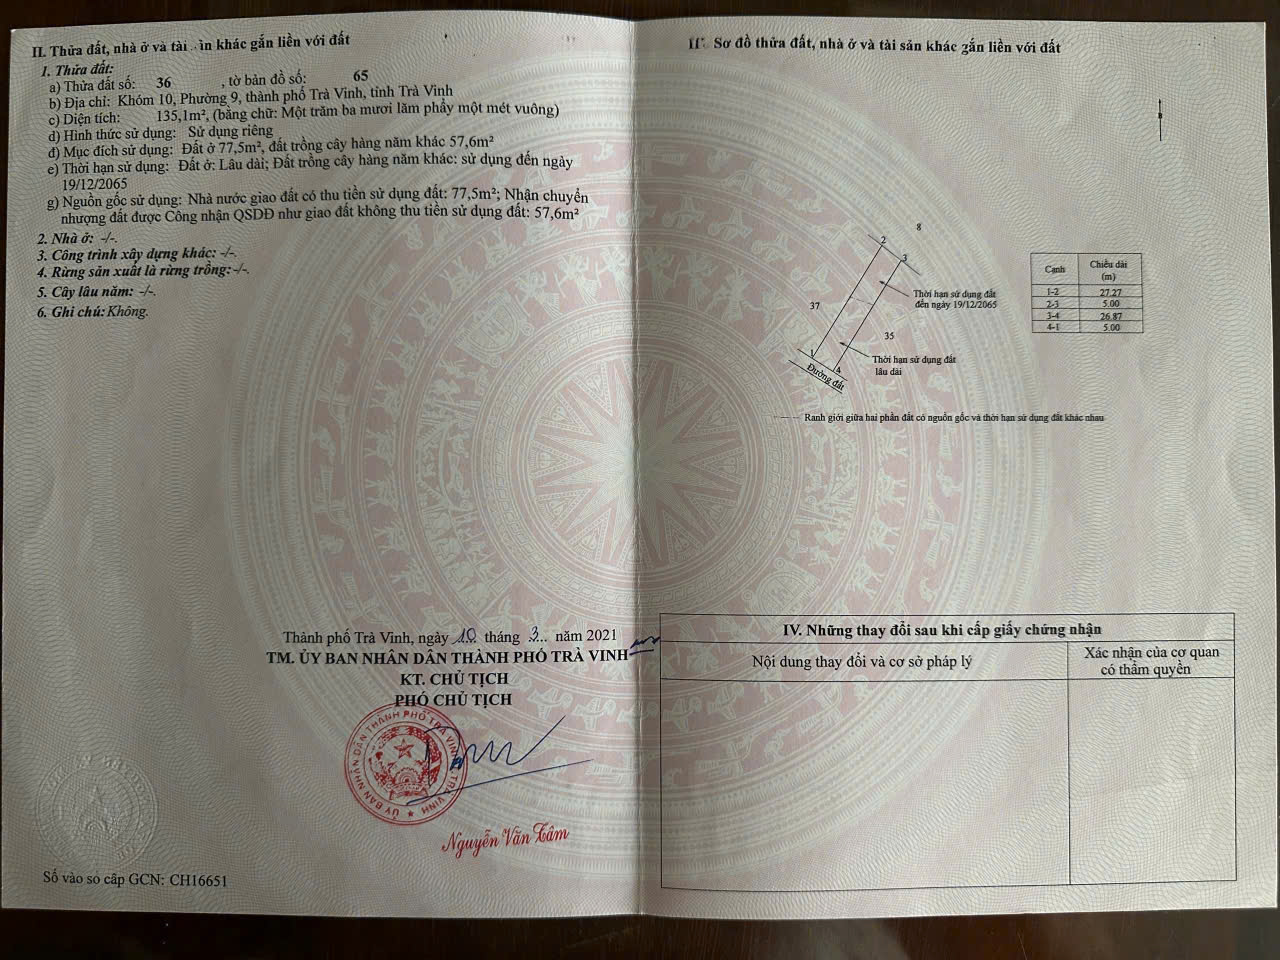 II. Thửa đất, nhà ở và tài ìn khác gắn liền với đất
1. Thửa đất:
a) Thửa đất số: 36 , tờ bản đồ số: 65
b) Địa chỉ: Khóm 10, Phường 9, thành phố Trà Vinh, tỉnh Trà Vinh
c) Diện tích: 135,1m², (bằng chữ: Một trăm ba mươi lăm phẩy một mét vuông)
d) Hình thức sử dụng: Sử dụng riêng
đ) Mục đích sử dụng: Đất ở 77,5m², đất trồng cây hàng năm khác 57,6m²
e) Thời hạn sử dụng: Đất ở: Lâu dài; Đất trồng cây hàng năm khác: sử dụng đến ngày
19/12/2065
g) Nguồn gốc sử dụng: Nhà nước giao đất có thu tiền sử dụng đất: 77,5m²; Nhận chuyển
nhượng đất được Công nhận QSDĐ như giao đất không thu tiền sử dụng đất: 57,6m²
2. Nhà ở: -/-.
3. Công trình xây dựng khác: -/-.
4. Rừng sản xuất là rừng trồng: -/-.
5. Cây lâu năm: -/-.
6. Ghi chú: Không.
Thành phố Trà Vinh, ngày 10 tháng 3 năm 2021
TM. ỦY BAN NHÂN DÂN THÀNH PHỐ TRÀ VINH
KT. CHỦ TỊCH
PHÓ CHỦ TỊCH
ỦY BAN NHÂN DÂN THÀNH PHỐ TRÀ VINH ★ T. TRÀ VINH ★
Nguyễn Văn Tâm
Số vào sổ cấp GCN: CH16651
II. Sơ đồ thửa đất, nhà ở và tài sản khác gắn liền với đất
8
2
3
Thời hạn sử dụng đất
đến ngày 19/12/2065
37
35
1
4
Thời hạn sử dụng đất
lâu dài
Đường đất
Cạnh Chiều dài (m)
1-2 27.27
2-3 5.00
3-4 26.87
4-1 5.00
Ranh giới giữa hai phần đất có nguồn gốc và thời hạn sử dụng đất khác nhau
IV. Những thay đổi sau khi cấp giấy chứng nhận
Nội dung thay đổi và cơ sở pháp lý
Xác nhận của cơ quan
có thẩm quyền